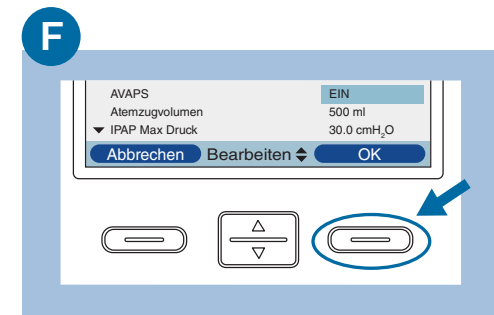 F
AVAPS EIN
Atemzugvolumen 500 ml
▼ IPAP Max Druck 30.0 cmH₂O
Abbrechen Bearbeiten OK